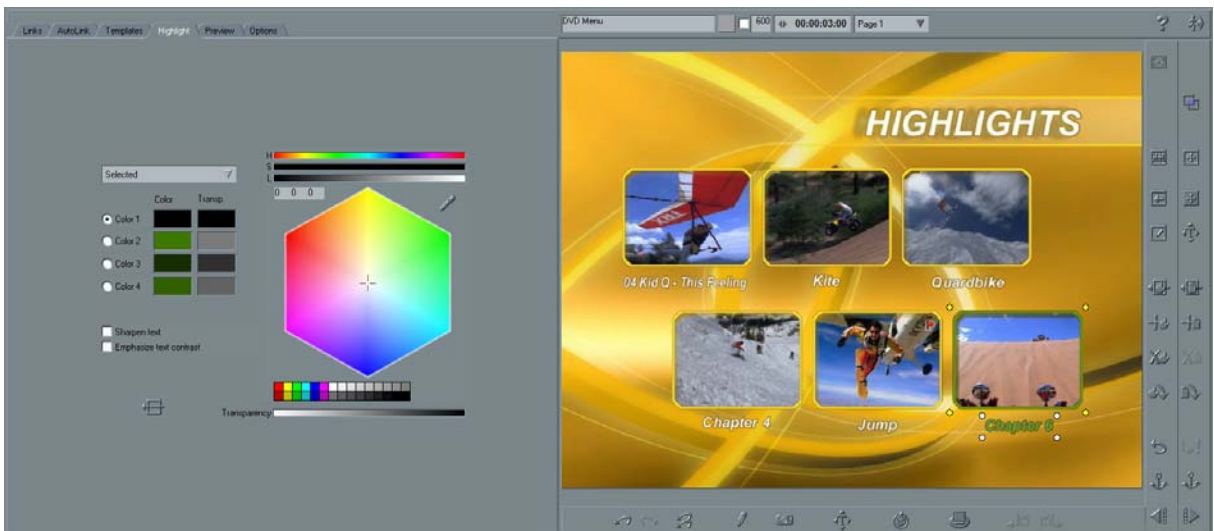 Links AutoLink Templates Highlight Preview Options
DVD Menu 600 00:00:03:00 Page 1
HIGHLIGHTS
H
S
L
Selected
0 0 0
Color Transp.
Color 1
Color 2
Color 3
Color 4
Sharpen text
Emphasize text contrast
Transparency
TRX
04 Kid Q - This Feeling
Kite
Quardbike
Chapter 4
Jump
Chapter 6